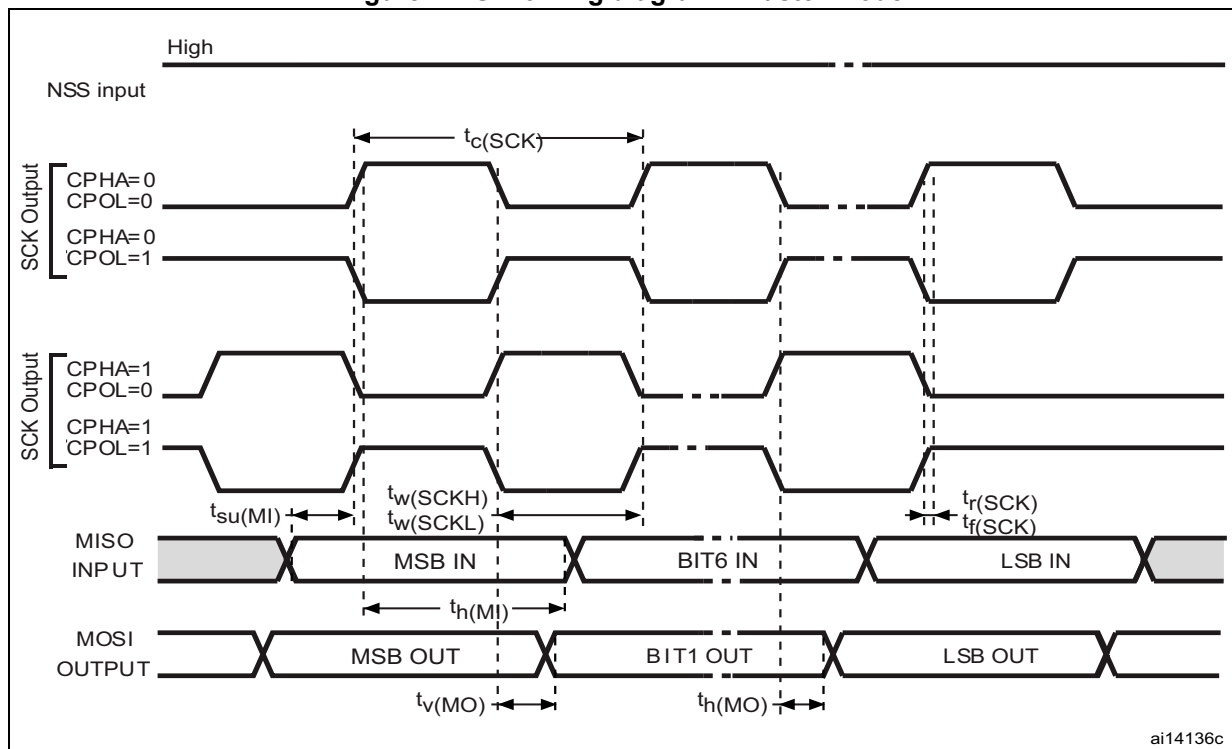 High
NSS input
tc(SCK)
SCK Output
CPHA=0
CPOL=0
CPHA=0
CPOL=1
SCK Output
CPHA=1
CPOL=0
CPHA=1
CPOL=1
tsu(MI)
tw(SCKH)
tw(SCKL)
tr(SCK)
tf(SCK)
MISO
INPUT
MSB IN
BIT6 IN
LSB IN
th(MI)
MOSI
OUTPUT
MSB OUT
BIT1 OUT
LSB OUT
tv(MO)
th(MO)
ai14136c